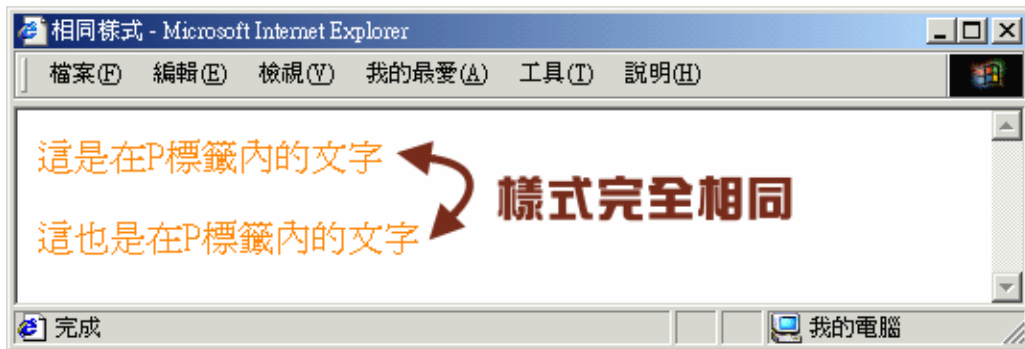 相同樣式 - Microsoft Internet Explorer
檔案(F) 編輯(E) 檢視(V) 我的最愛(A) 工具(T) 說明(H)
這是在P標籤內的文字
樣式完全相同
這也是在P標籤內的文字
完成 我的電腦